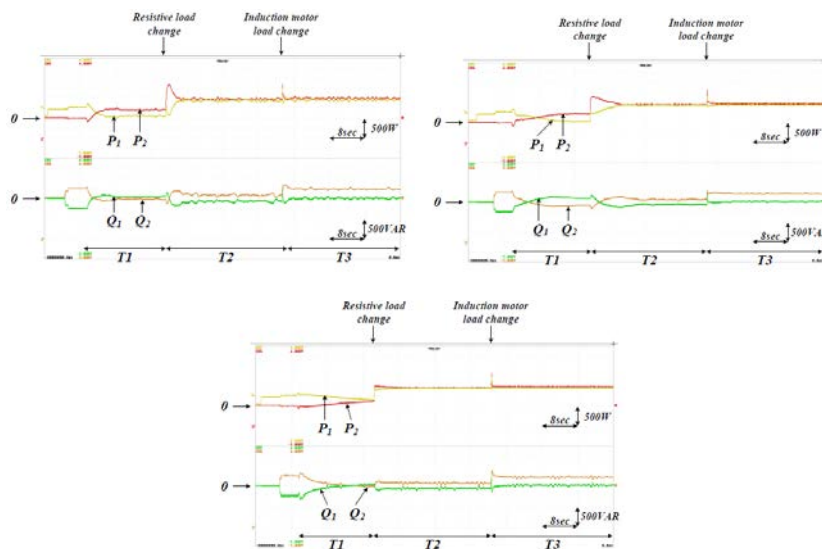 Resistive load
change
Induction motor
load change
0
P1
P2
8sec
500W
0
Q1
Q2
8sec
500VAR
T1
T2
T3
Resistive load
change
Induction motor
load change
0
P1
P2
8sec
500W
0
Q1
Q2
8sec
500VAR
T1
T2
T3
Resistive load
change
Induction motor
load change
0
P1
P2
8sec
500W
0
Q1
Q2
8sec
500VAR
T1
T2
T3